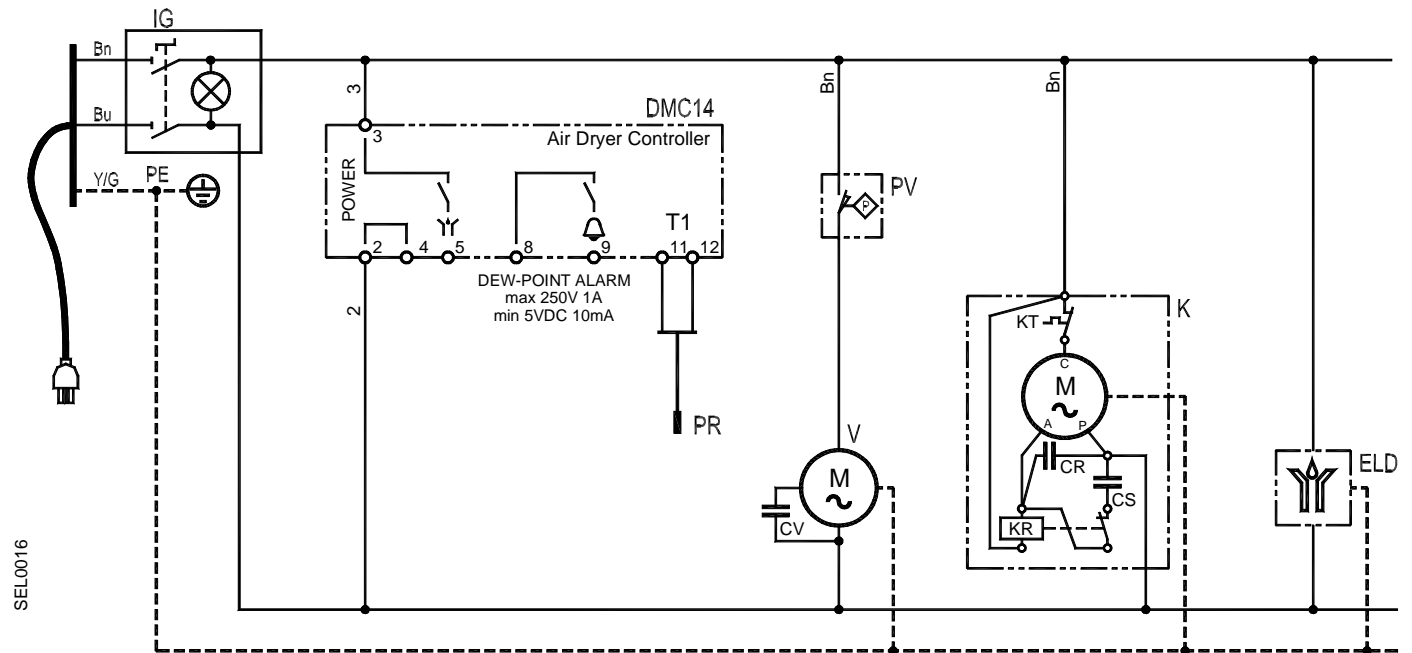 IG
Bn
Bu
Y/G
PE
3
DMC14
3
Air Dryer Controller
POWER
T1
2
4
5
8
9
11
12
DEW-POINT ALARM
max 250V 1A
min 5VDC 10mA
2
PR
Bn
PV
P
V
M
CV
Bn
K
KT
C
M
A
P
CR
CS
KR
ELD
SEL0016